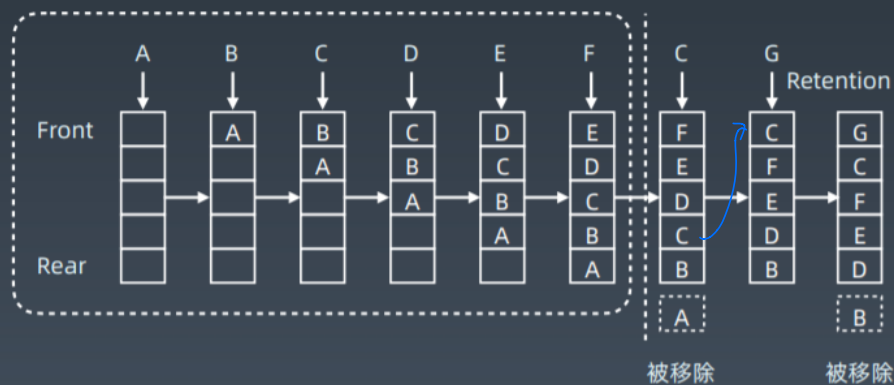 A B C D E F C G
Retention
Front A B C D E F C G
A B C D E F C
A B C D E F
A B C D E
Rear A B B D
A B
被移除 被移除